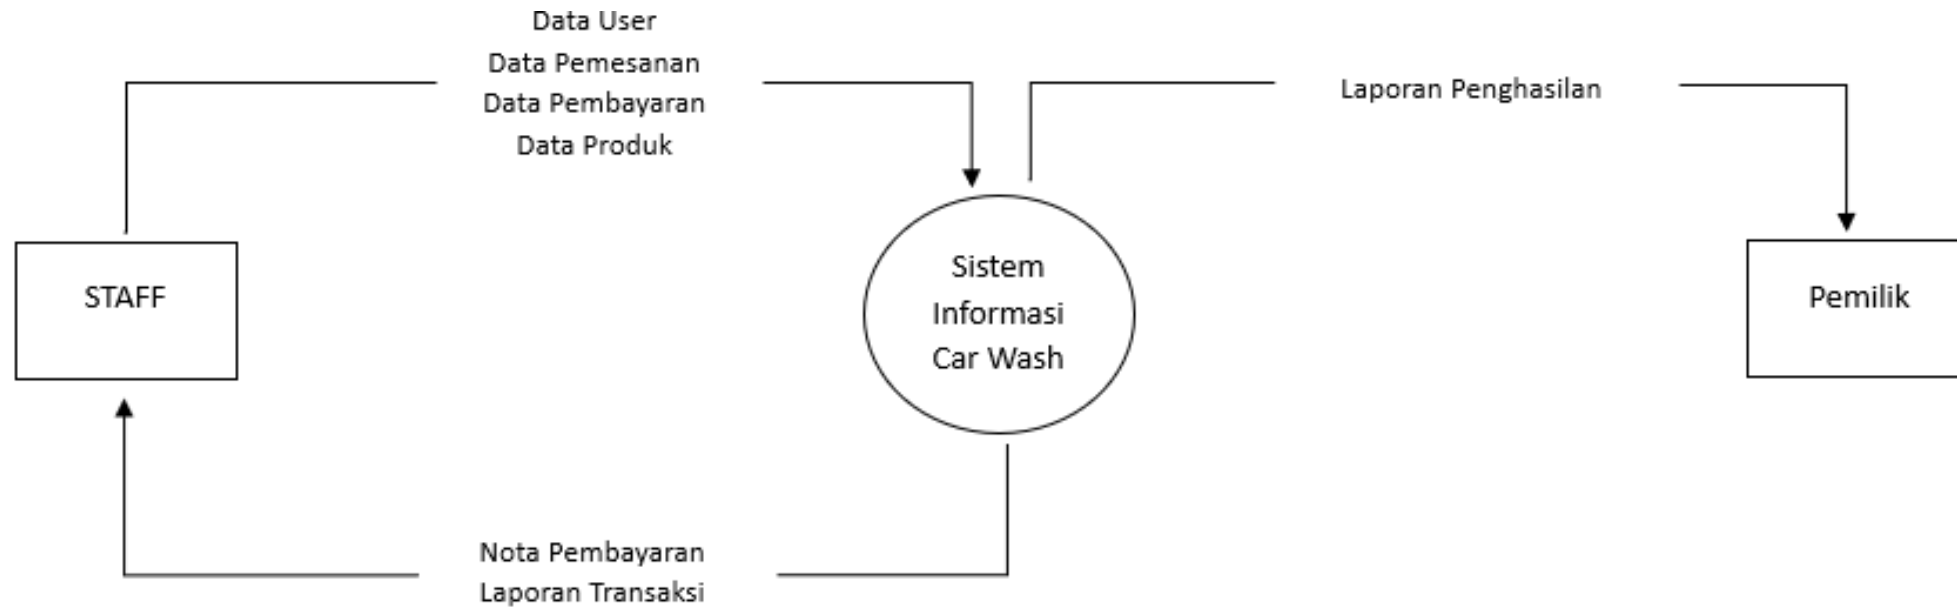 Data User
Data Pemesanan
Data Pembayaran
Data Produk
Laporan Penghasilan
STAFF
Sistem
Informasi
Car Wash
Pemilik
Nota Pembayaran
Laporan Transaksi